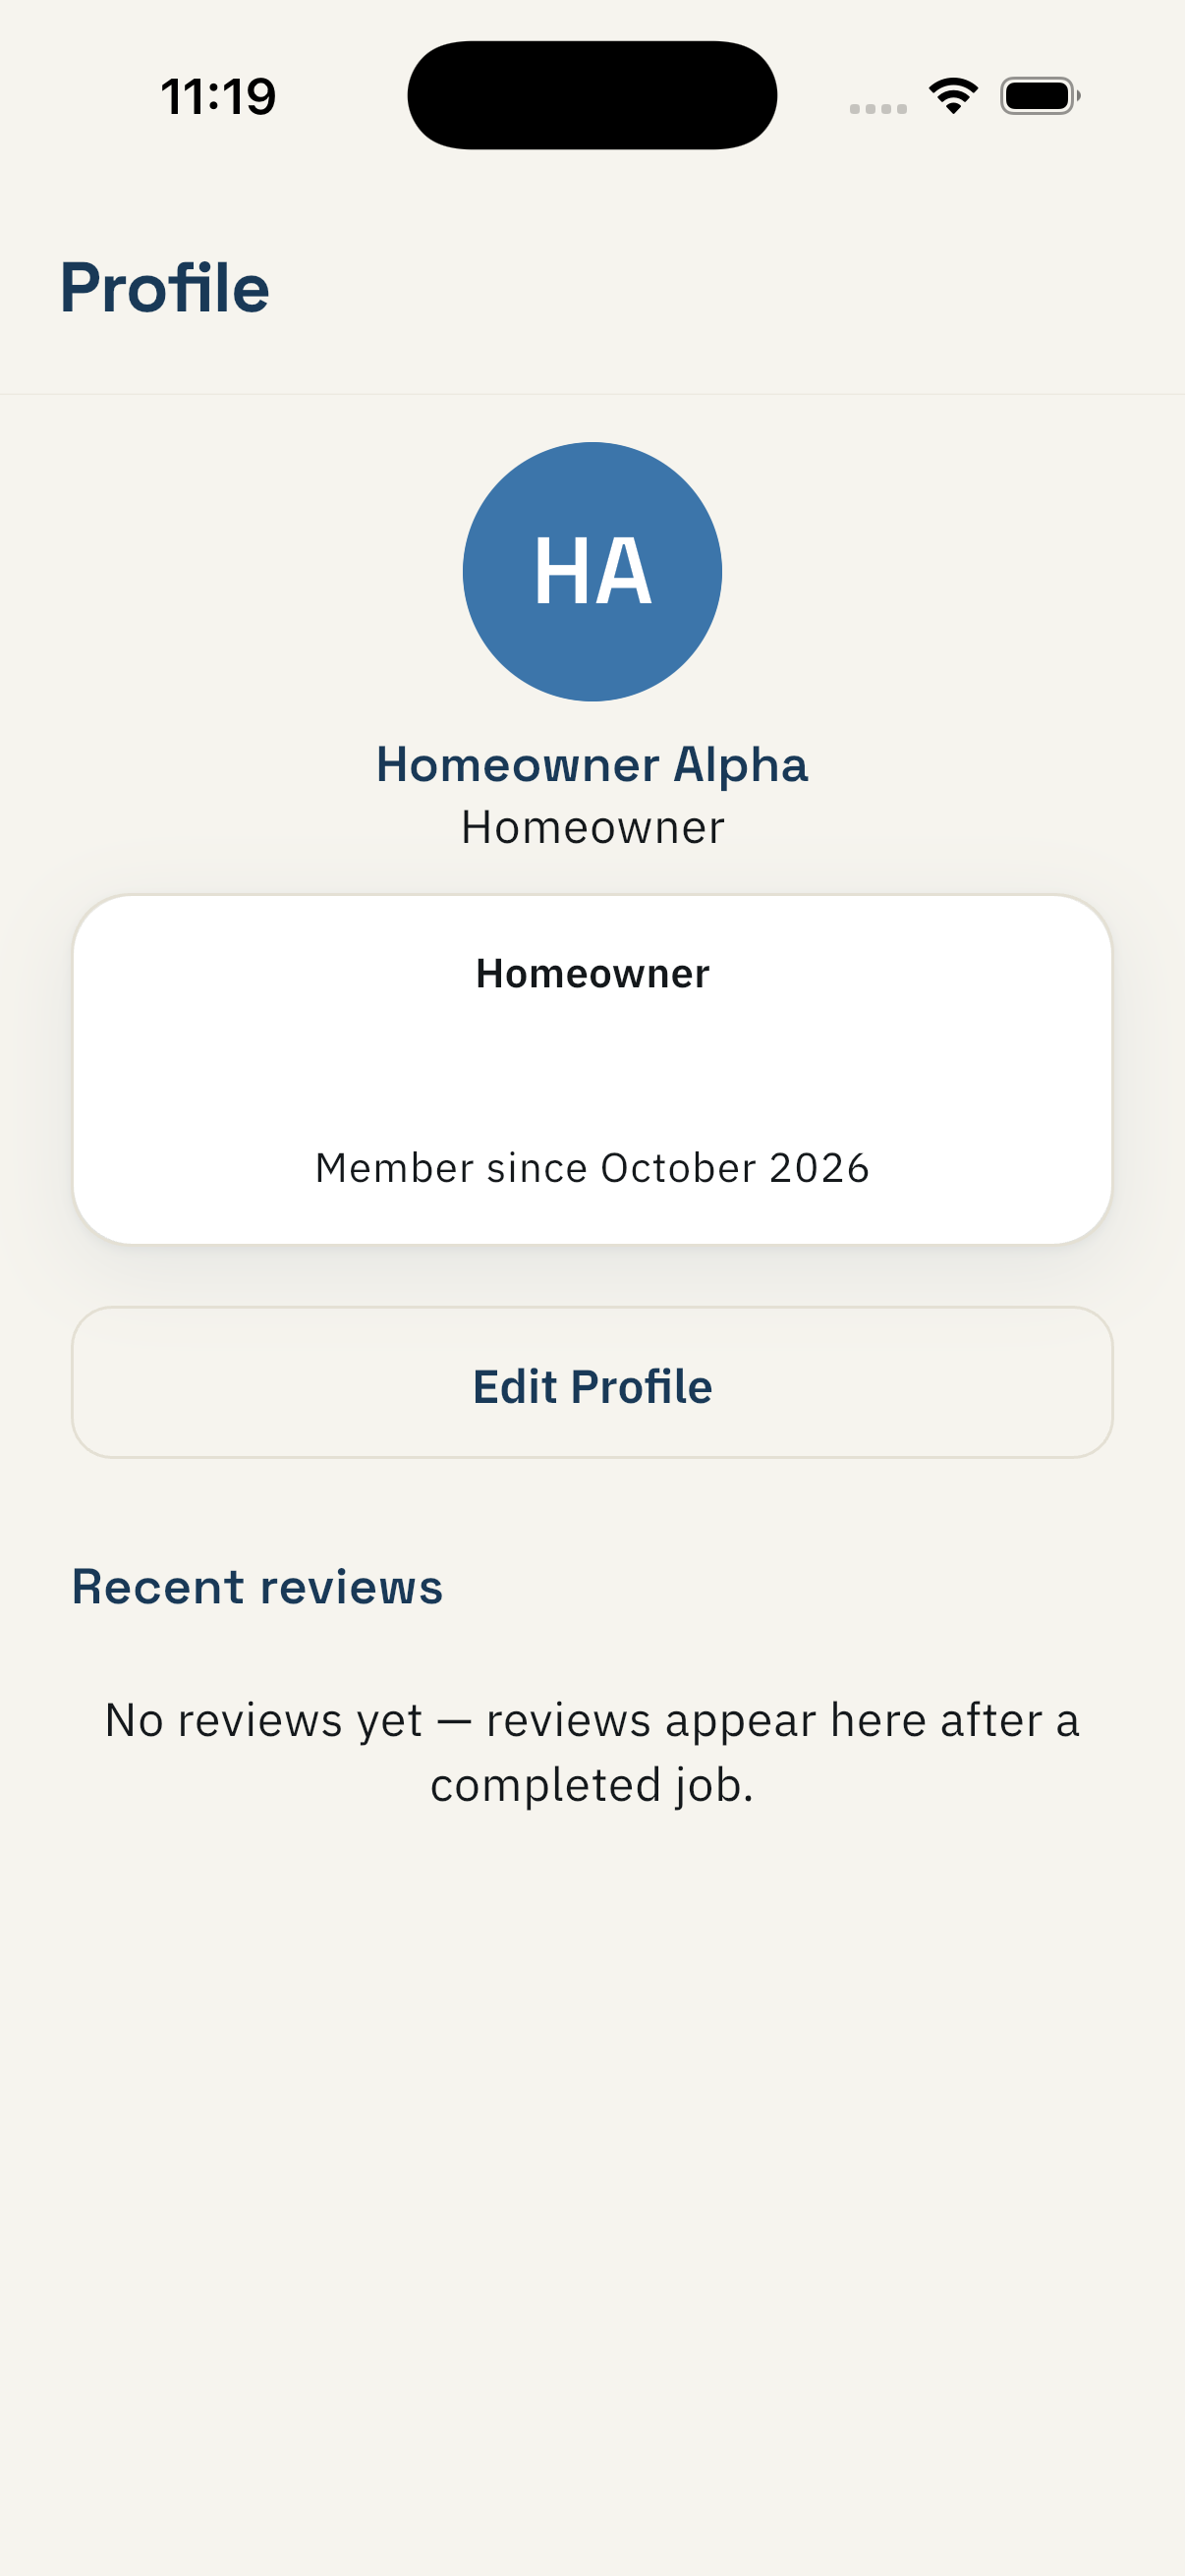 11:19
Profile
HA
Homeowner Alpha
Homeowner
Homeowner
Member since October 2026
Edit Profile
Recent reviews
No reviews yet — reviews appear here after a
completed job.